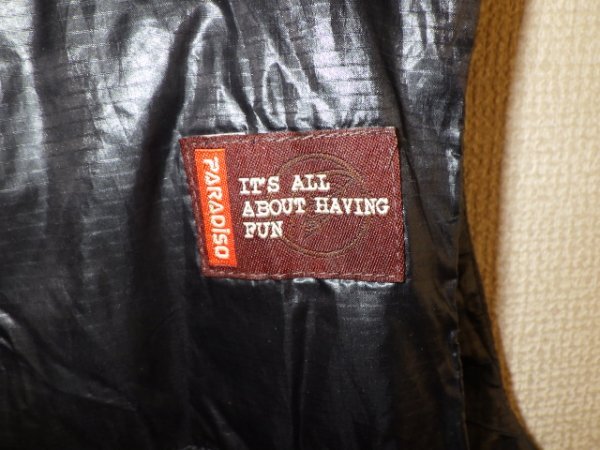 PARADiSO
IT'S ALL
ABOUT HAVING
FUN